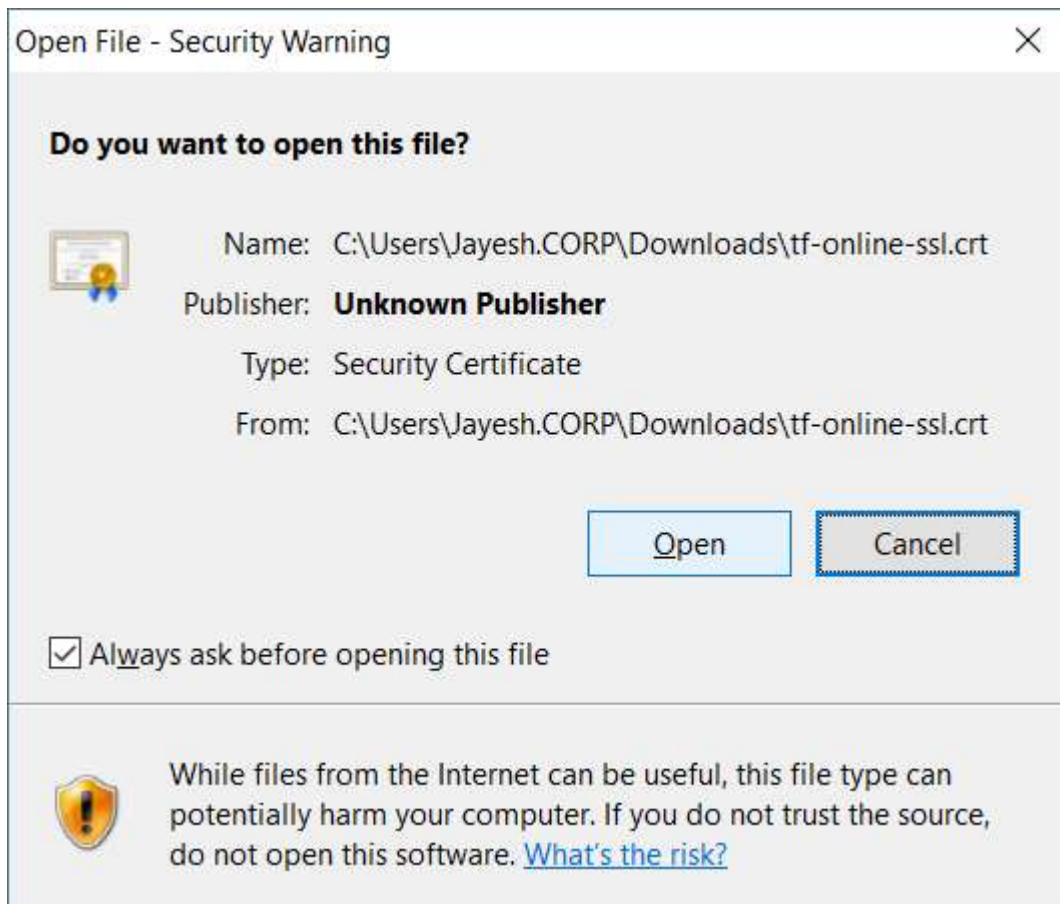 Open File - Security Warning
Do you want to open this file?
Name: C:\Users\Jayesh.CORP\Downloads\tf-online-ssl.crt
Publisher: Unknown Publisher
Type: Security Certificate
From: C:\Users\Jayesh.CORP\Downloads\tf-online-ssl.crt
Open Cancel
Always ask before opening this file
While files from the Internet can be useful, this file type can
potentially harm your computer. If you do not trust the source,
do not open this software. What's the risk?